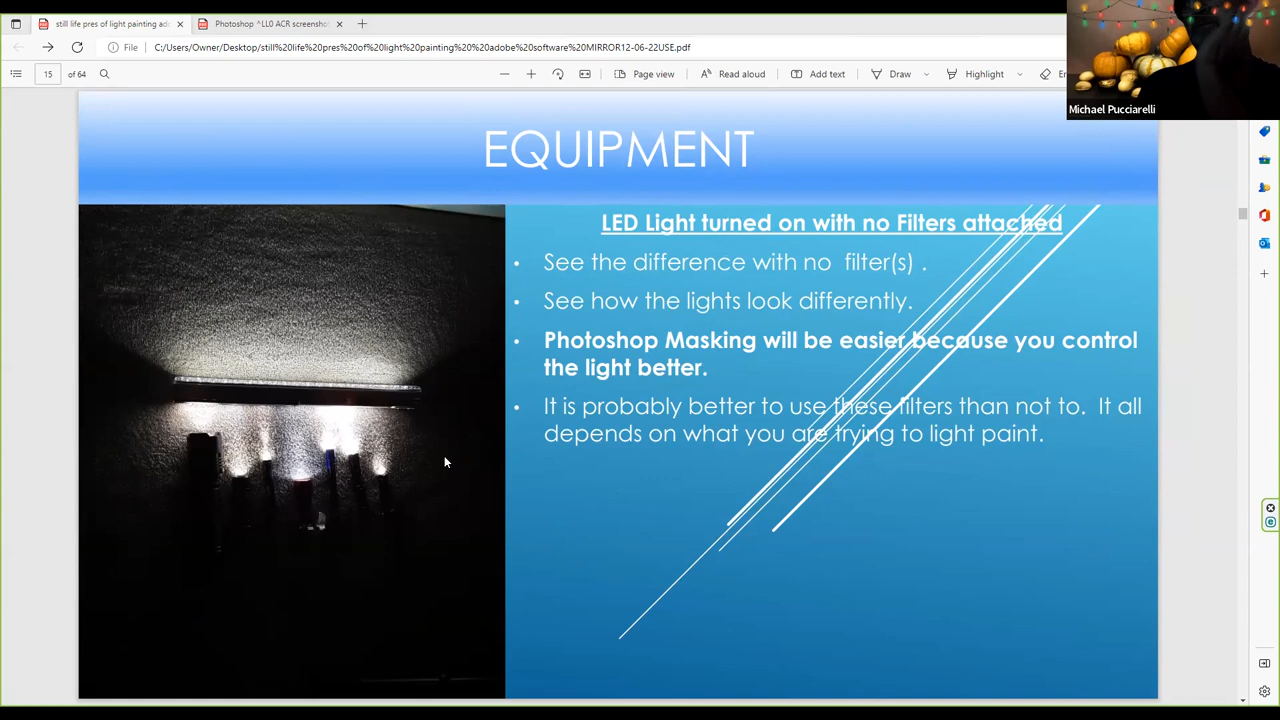 still life pres of light painting ado
Photoshop ^LL0 ACR screenshot
File
C:/Users/Owner/Desktop/still%20life%20pres%20of%20light%20painting%20%20adobe%20software%20MIRROR12-06-22USE.pdf
15 of 64
Page view
Read aloud
Add text
Draw
Highlight
Michael Pucciarelli
EQUIPMENT
LED Light turned on with no Filters attached
• See the difference with no filter(s) .
• See how the lights look differently.
• Photoshop Masking will be easier because you control
the light better.
• It is probably better to use these filters than not to. It all
depends on what you are trying to light paint.